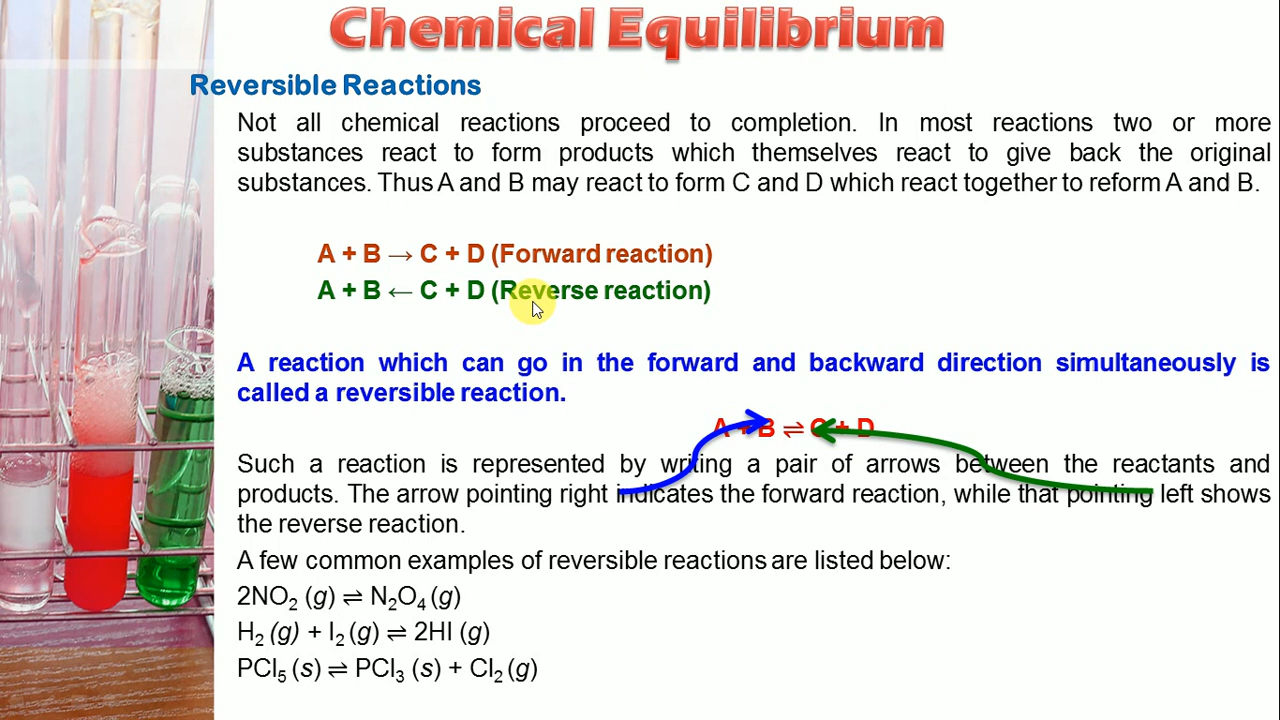 Chemical Equilibrium
Reversible Reactions
Not all chemical reactions proceed to completion. In most reactions two or more
substances react to form products which themselves react to give back the original
substances. Thus A and B may react to form C and D which react together to reform A and B.
A + B → C + D (Forward reaction)
A + B ← C + D (Reverse reaction)
A reaction which can go in the forward and backward direction simultaneously is
called a reversible reaction.
A + B ⇌ C + D
Such a reaction is represented by writing a pair of arrows between the reactants and
products. The arrow pointing right indicates the forward reaction, while that pointing left shows
the reverse reaction.
A few common examples of reversible reactions are listed below:
2NO₂ (g) ⇌ N₂O₄ (g)
H₂ (g) + I₂ (g) ⇌ 2HI (g)
PCl₅ (s) ⇌ PCl₃ (s) + Cl₂ (g)